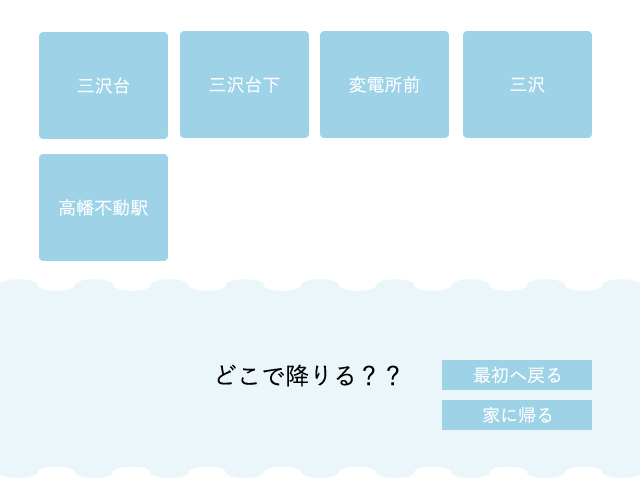 三沢台
三沢台下
変電所前
三沢
高幡不動駅
どこで降りる？？
最初へ戻る
家に帰る